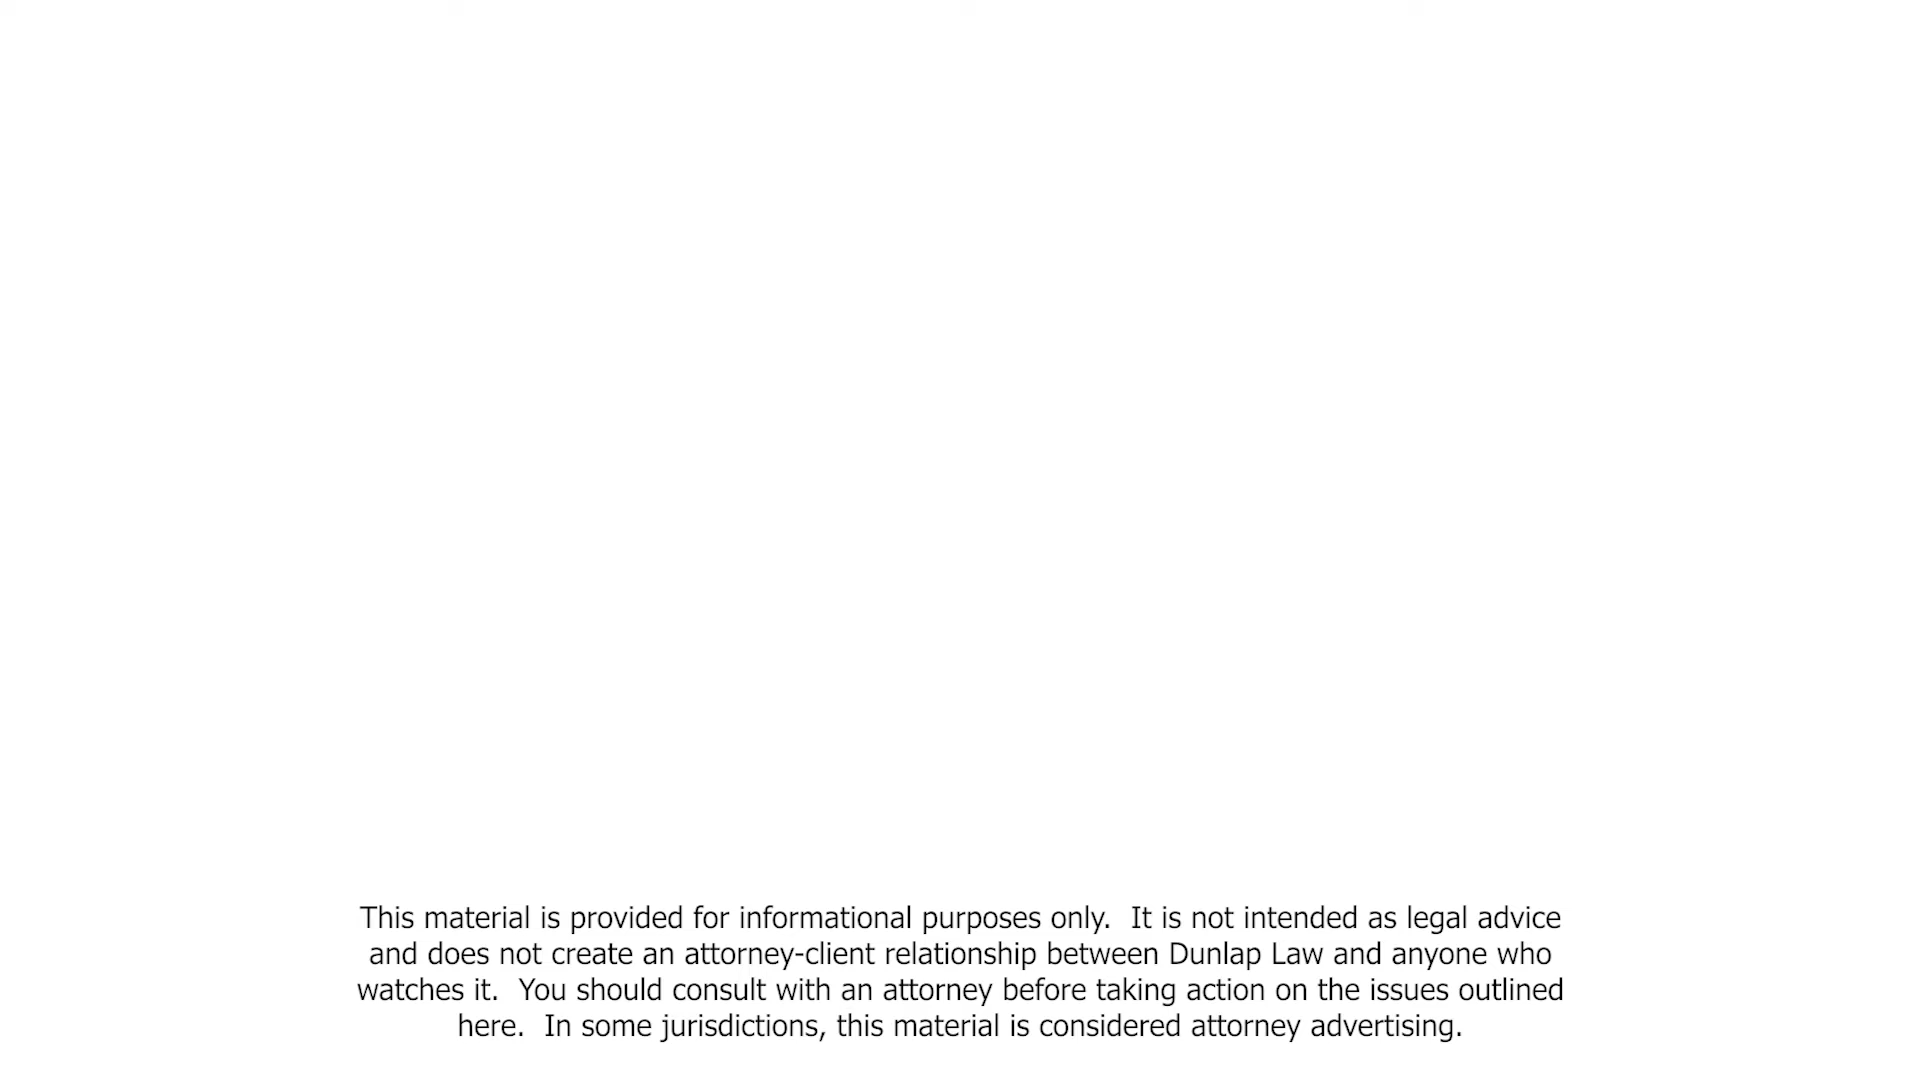 This material is provided for informational purposes only.  It is not intended as legal advice
and does not create an attorney-client relationship between Dunlap Law and anyone who
watches it.  You should consult with an attorney before taking action on the issues outlined
here.  In some jurisdictions, this material is considered attorney advertising.